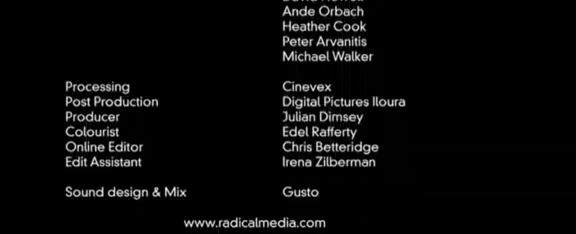 Ande Orbach
Heather Cook
Peter Arvanitis
Michael Walker
Processing Cinevex
Post Production Digital Pictures Iloura
Producer Julian Dimsey
Colourist Edel Rafferty
Online Editor Chris Betteridge
Edit Assistant Irena Zilberman
Sound design & Mix Gusto
www.radicalmedia.com